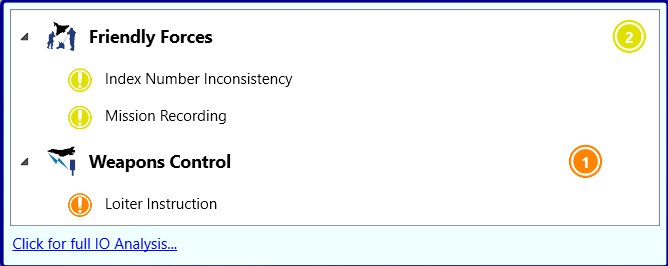 Friendly Forces 2
Index Number Inconsistency
Mission Recording
Weapons Control 1
Loiter Instruction
Click for full IO Analysis...